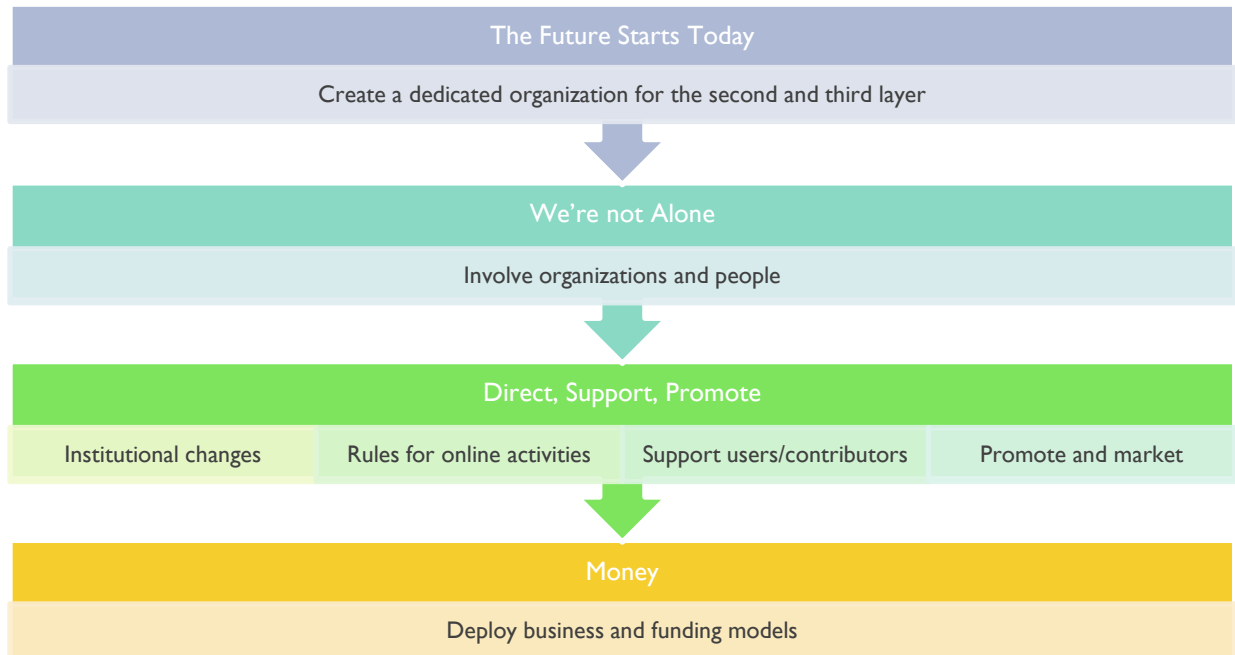 The Future Starts Today
Create a dedicated organization for the second and third layer
We're not Alone
Involve organizations and people
Direct, Support, Promote
Institutional changes
Rules for online activities
Support users/contributors
Promote and market
Money
Deploy business and funding models